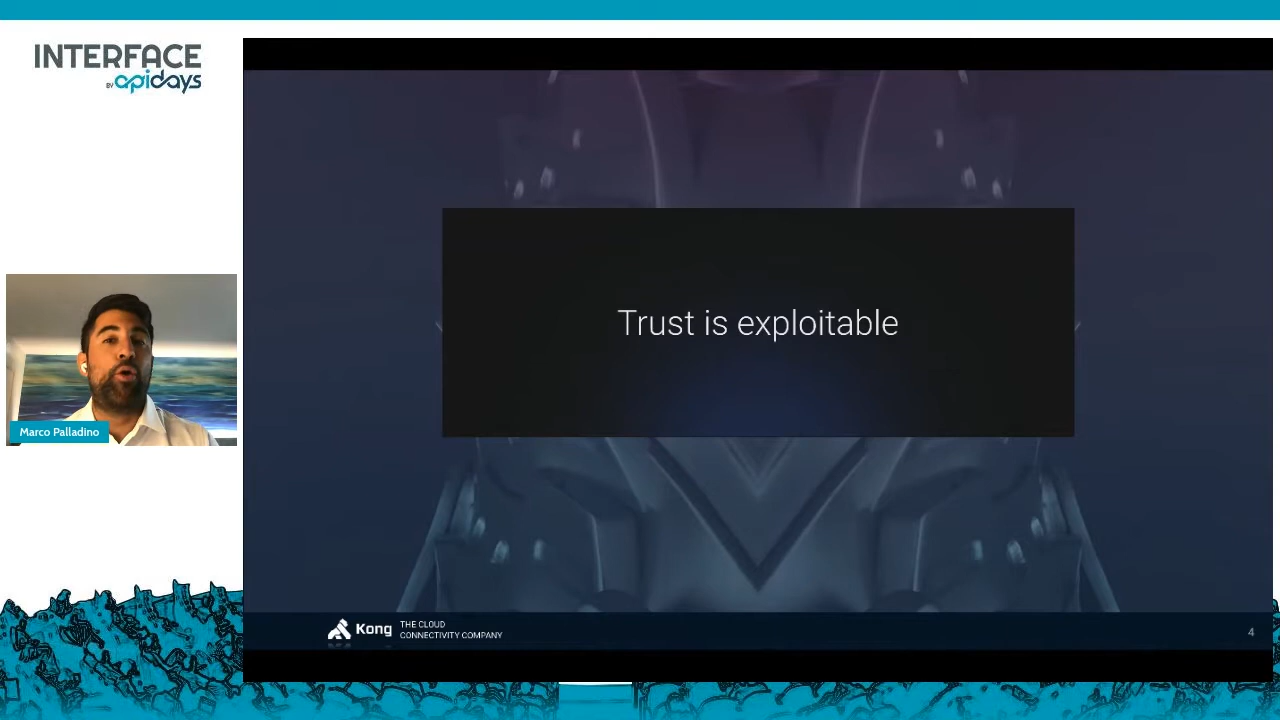 INTERFACE
BY apidays
Trust is exploitable
Marco Palladino
Kong
THE CLOUD
CONNECTIVITY COMPANY
4